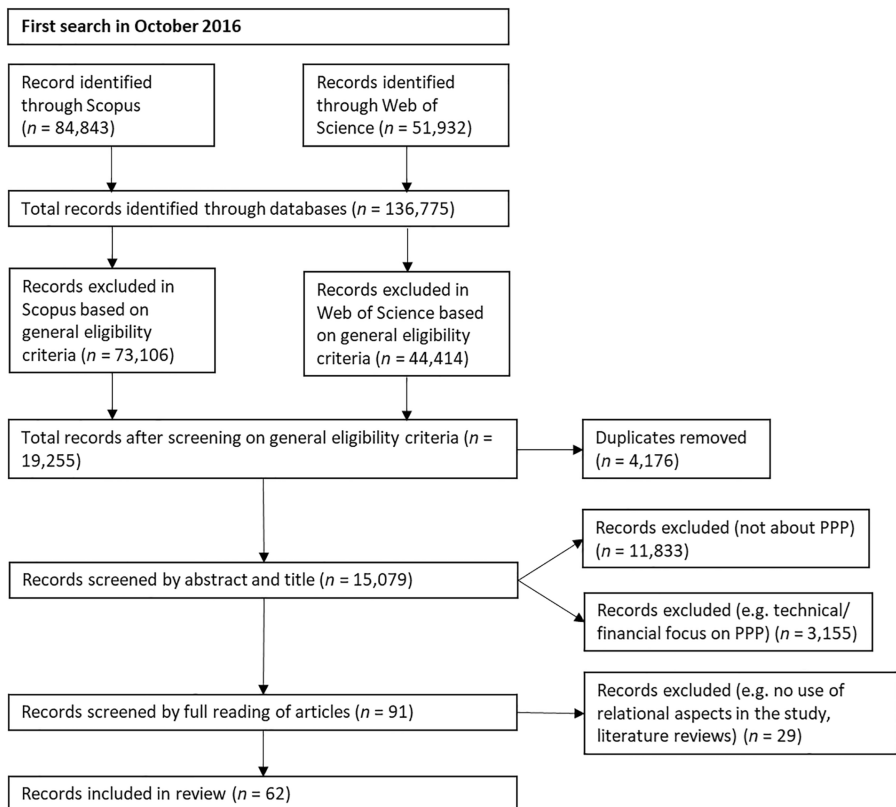 First search in October 2016
Record identified
through Scopus
(n = 84,843)
Records identified
through Web of
Science (n = 51,932)
Total records identified through databases (n = 136,775)
Records excluded in
Scopus based on
general eligibility
criteria (n = 73,106)
Records excluded in
Web of Science based
on general eligibility
criteria (n = 44,414)
Total records after screening on general eligibility criteria (n =
19,255)
Duplicates removed
(n = 4,176)
Records excluded (not about PPP)
(n = 11,833)
Records screened by abstract and title (n = 15,079)
Records excluded (e.g. technical/
financial focus on PPP) (n = 3,155)
Records screened by full reading of articles (n = 91)
Records excluded (e.g. no use of
relational aspects in the study,
literature reviews) (n = 29)
Records included in review (n = 62)